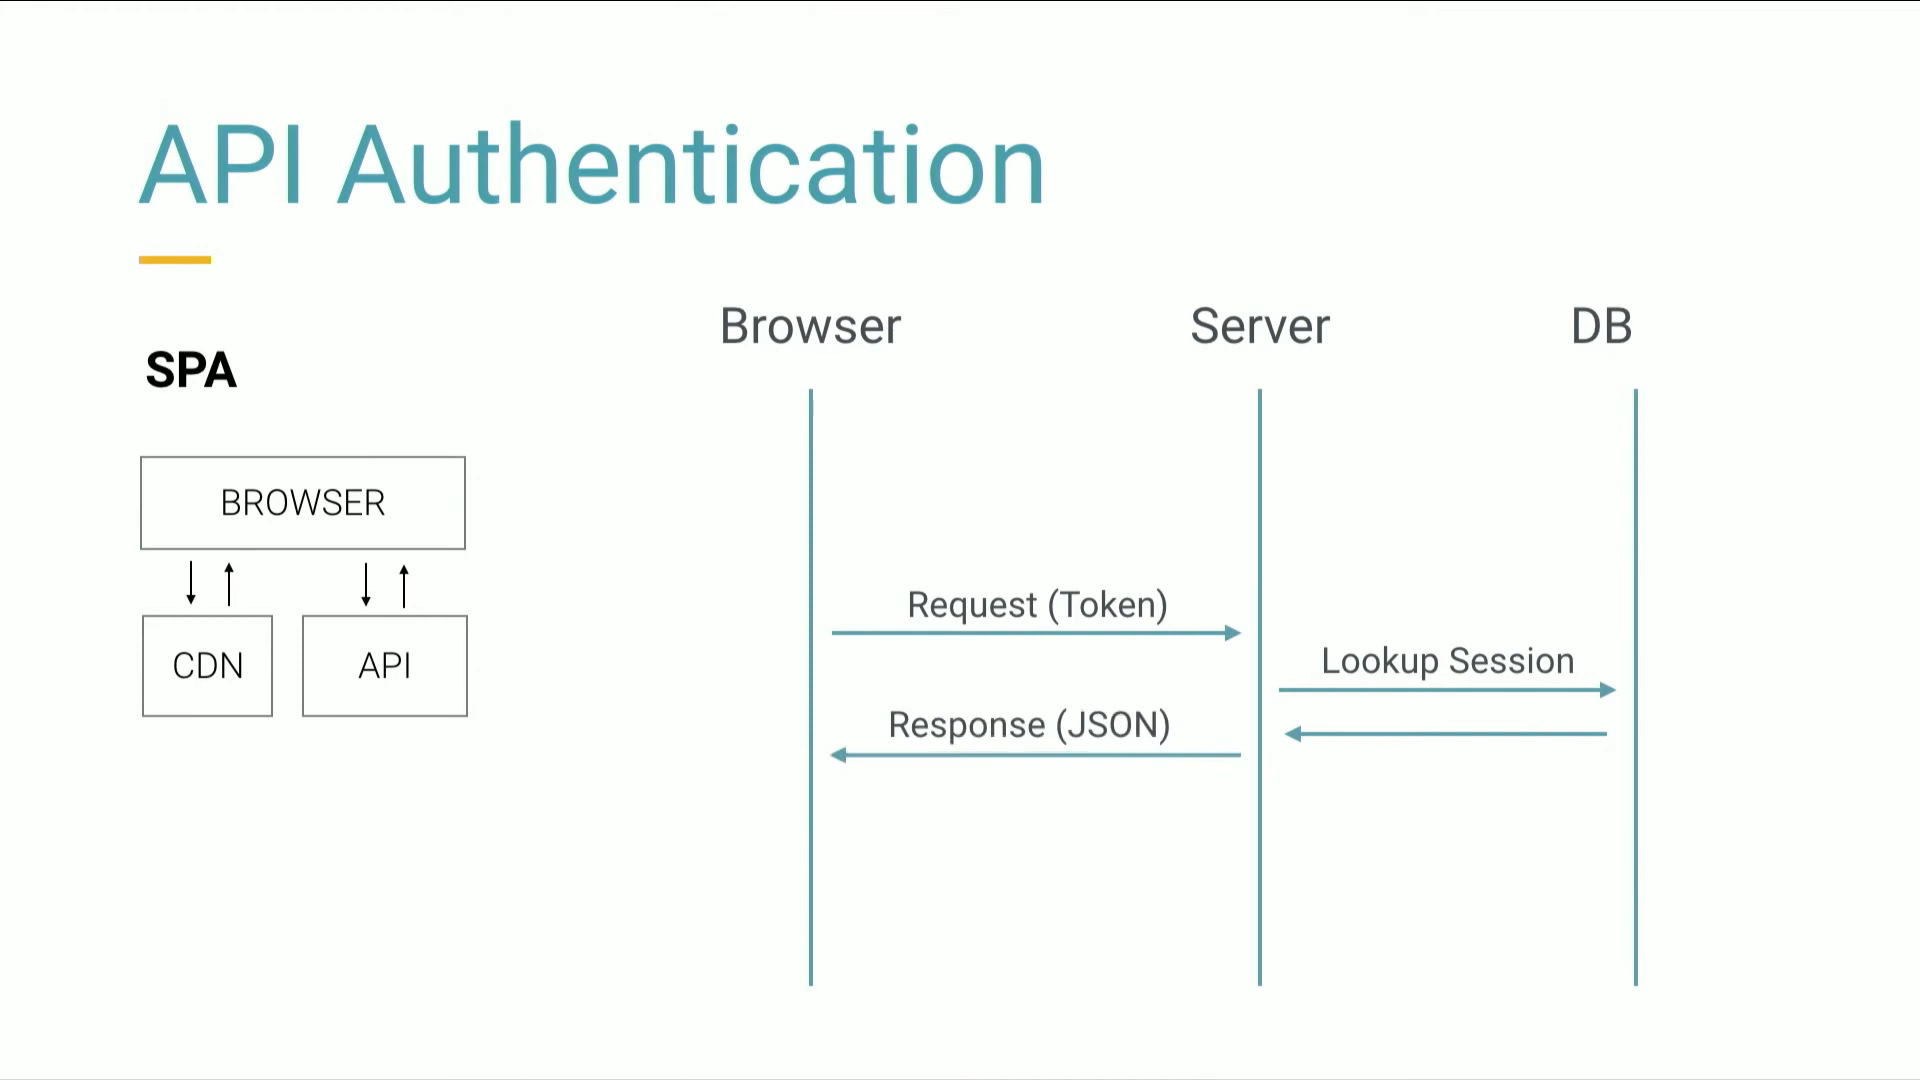 API Authentication
SPA
BROWSER
CDN
API
Browser
Server
DB
Request (Token)
Lookup Session
Response (JSON)